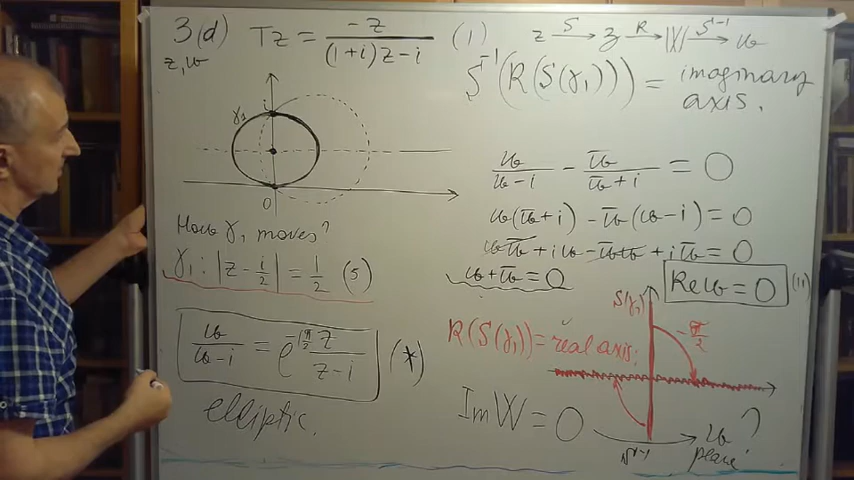 3(d) Tz = -z / ((1+i)z - i) (1)
z, w
γ₁
i
0
How γ₁ moves?
γ₁: |z - i/2| = 1/2 (5)
w/(w-i) = e^(-iπ/2) z/(z-i) (*)
elliptic.
z —S→ z —R→ W —S⁻¹→ w
S⁻¹(R(S(γ₁))) = imaginary
axis.
w/(w-i) - w̄/(w̄+i) = 0
w(w̄+i) - w̄(w-i) = 0
ww̄ + iw - w̄w + iw̄ = 0
w + w̄ = 0
Re w = 0 (11)
S(γ₁)
-π/2
R(S(γ₁)) = real axis:
Im W = 0
S⁻¹
w
plane?